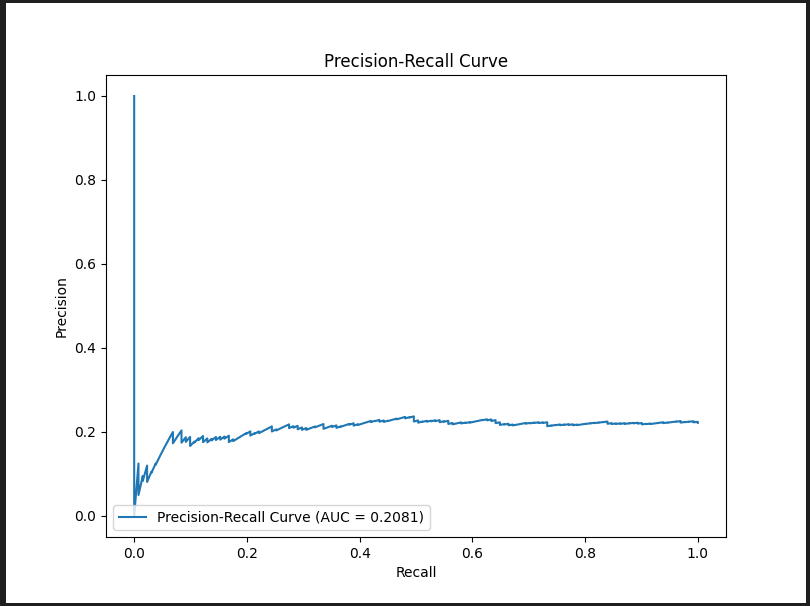 Precision-Recall Curve
1.0
0.8
0.6
0.4
0.2
0.0
Precision
Precision-Recall Curve (AUC = 0.2081)
0.0 0.2 0.4 0.6 0.8 1.0
Recall